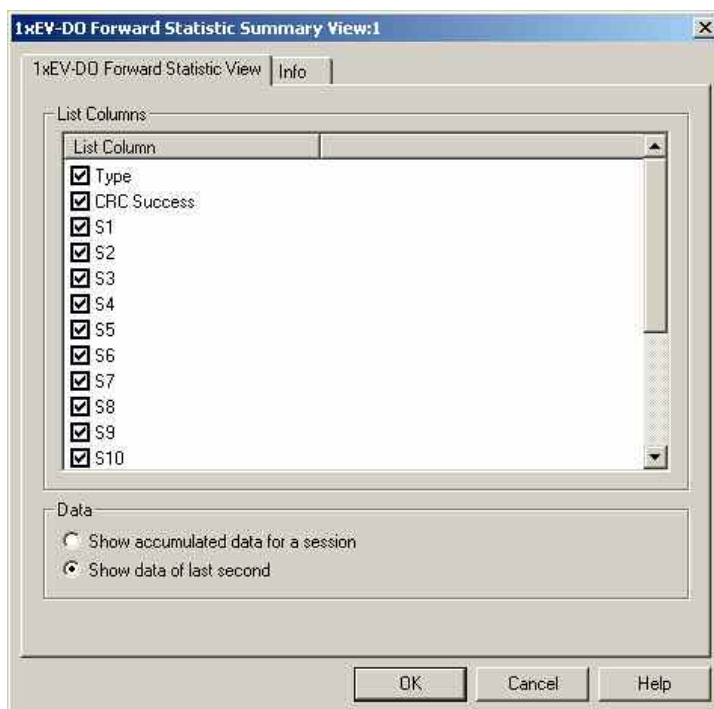 1xEV-DO Forward Statistic Summary View:1
1xEV-DO Forward Statistic View
Info
List Columns
List Column
Type
CRC Success
S1
S2
S3
S4
S5
S6
S7
S8
S9
S10
Data
Show accumulated data for a session
Show data of last second
OK
Cancel
Help